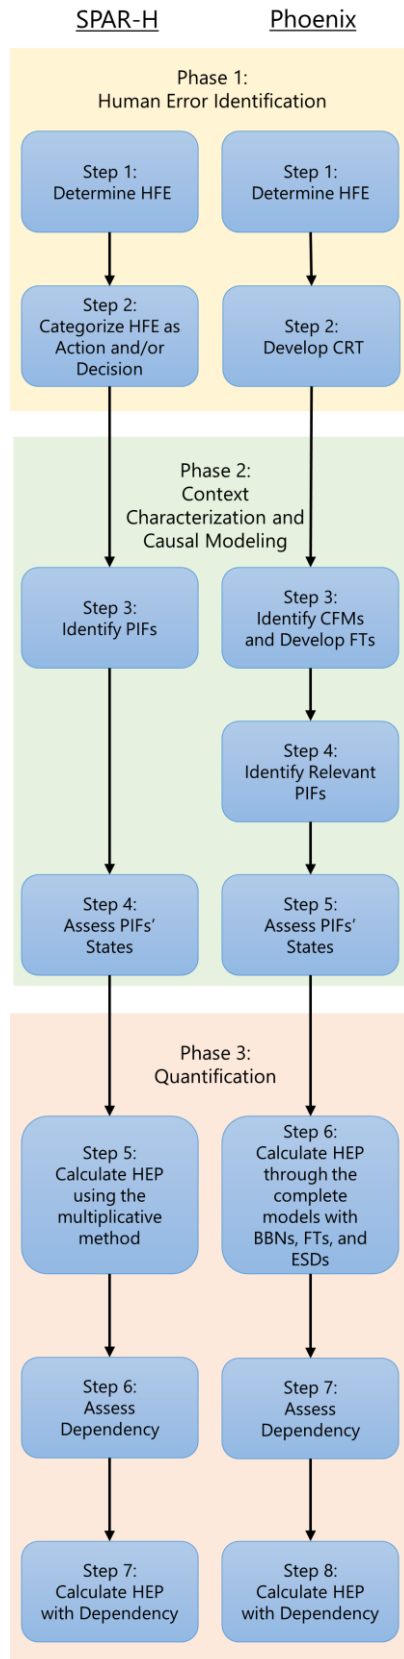 SPAR-H
Phoenix
Phase 1:
Human Error Identification
Step 1:
Determine HFE
Step 1:
Determine HFE
Step 2:
Categorize HFE as
Action and/or
Decision
Step 2:
Develop CRT
Phase 2:
Context
Characterization and
Causal Modeling
Step 3:
Identify PIFs
Step 3:
Identify CFMs
and Develop FTs
Step 4:
Identify Relevant
PIFs
Step 4:
Assess PIFs’
States
Step 5:
Assess PIFs’
States
Phase 3:
Quantification
Step 5:
Calculate HEP
using the
multiplicative
method
Step 6:
Calculate HEP
through the
complete
models with
BBNs, FTs, and
ESDs
Step 6:
Assess
Dependency
Step 7:
Assess
Dependency
Step 7:
Calculate HEP
with Dependency
Step 8:
Calculate HEP
with Dependency